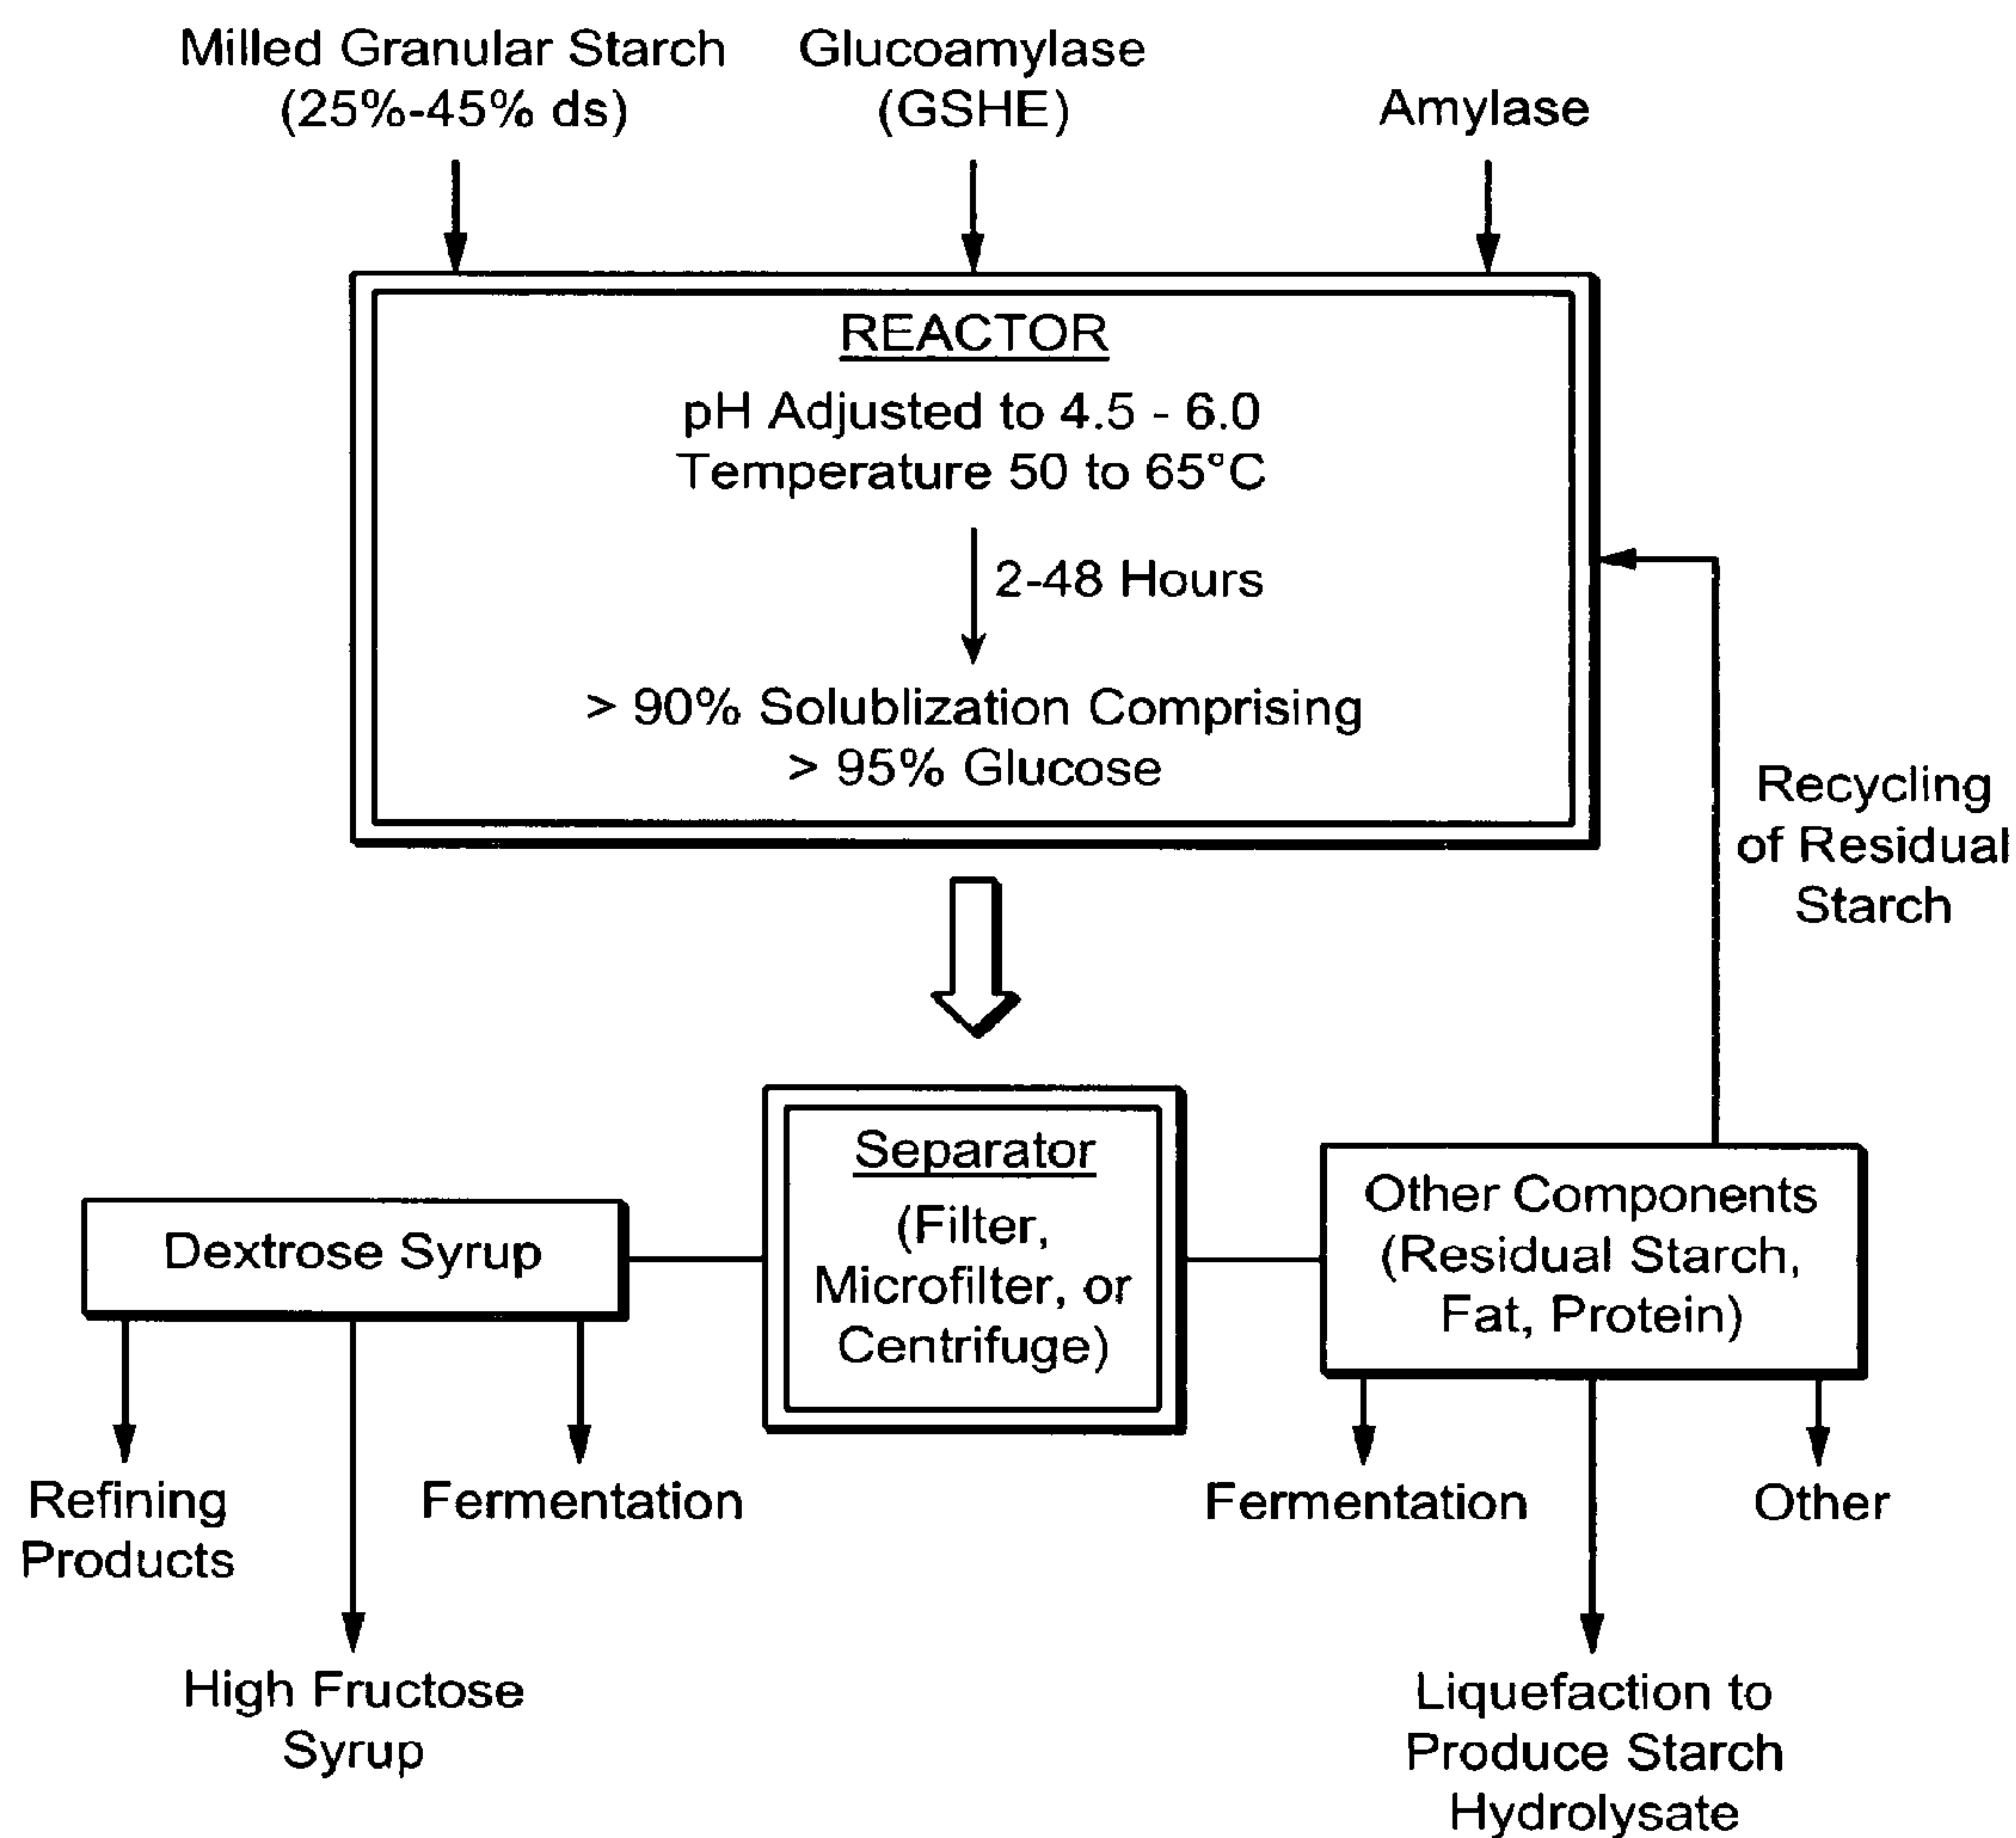 Milled Granular Starch
(25%-45% ds)
Glucoamylase
(GSHE)
Amylase
REACTOR
pH Adjusted to 4.5 - 6.0
Temperature 50 to 65°C
2-48 Hours
> 90% Solublization Comprising
> 95% Glucose
Recycling
of Residual
Starch
Separator
(Filter,
Microfilter, or
Centrifuge)
Dextrose Syrup
Other Components
(Residual Starch,
Fat, Protein)
Refining
Products
Fermentation
High Fructose
Syrup
Fermentation
Other
Liquefaction to
Produce Starch
Hydrolysate